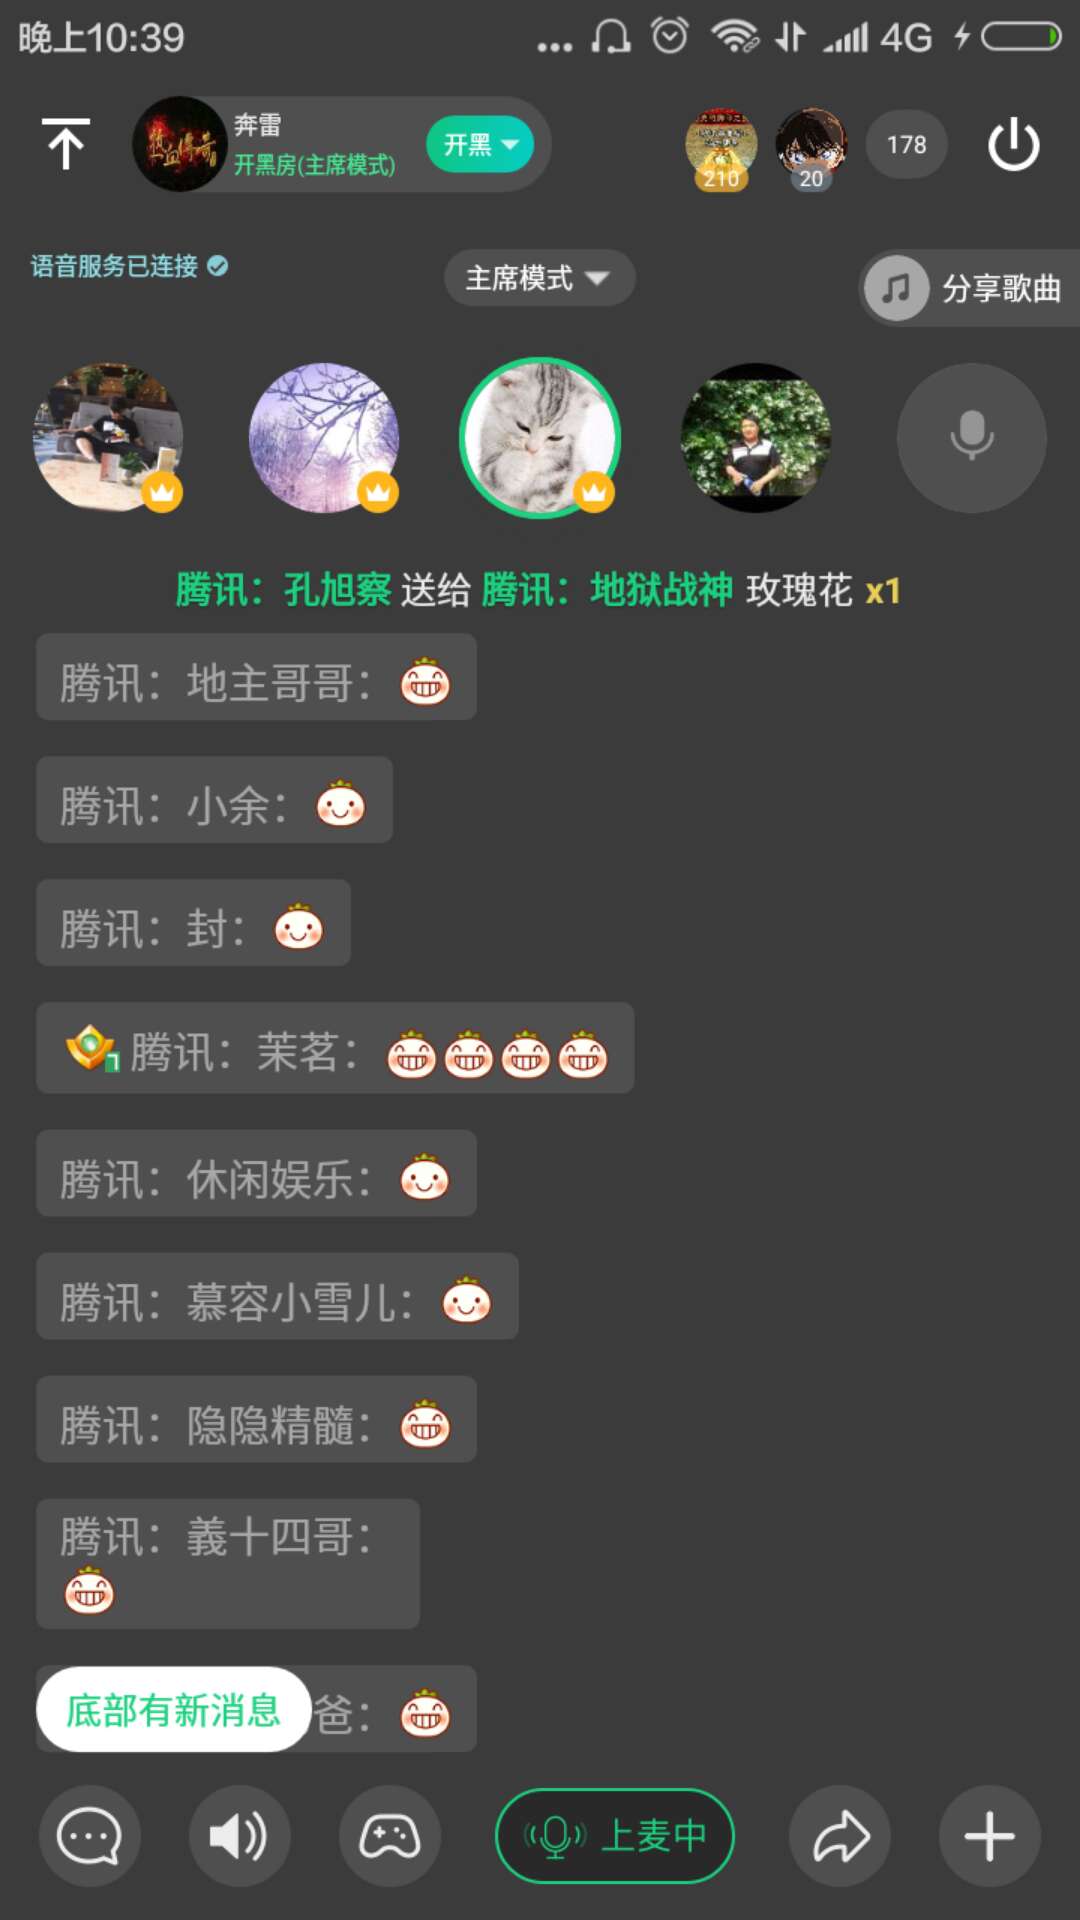 晚上10:39
4G
奔雷
开黑房(主席模式)
开黑
210
20
178
语音服务已连接
主席模式
分享歌曲
腾讯：孔旭察 送给 腾讯：地狱战神 玫瑰花 x1
腾讯：地主哥哥：
腾讯：小余：
腾讯：封：
1 腾讯：茉茗：
腾讯：休闲娱乐：
腾讯：慕容小雪儿：
腾讯：隐隐精髓：
腾讯：義十四哥：
底部有新消息
爸：
上麦中